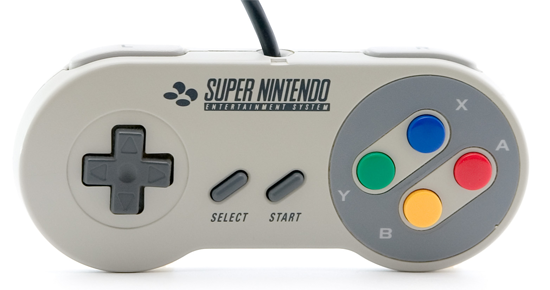 SUPER NINTENDO
ENTERTAINMENT SYSTEM
X
A
Y
B
SELECT START